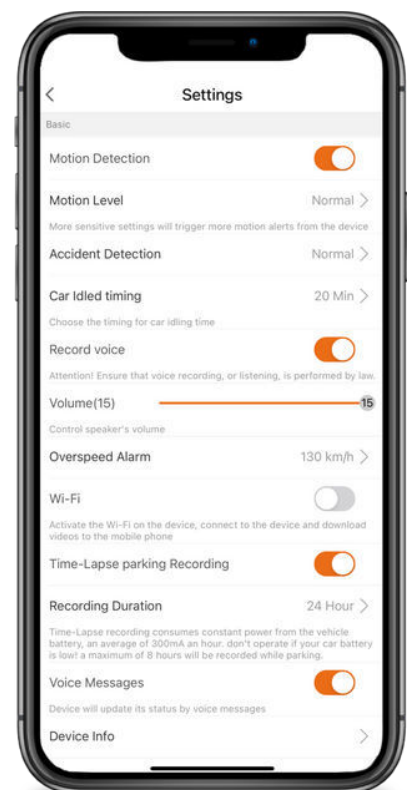 Settings
Basic
Motion Detection
Motion Level Normal
More sensitive settings will trigger more motion alerts from the device
Accident Detection Normal
Car Idled timing 20 Min
Choose the timing for car idling time
Record voice
Attention! Ensure that voice recording, or listening, is performed by law.
Volume(15) 15
Control speaker's volume
Overspeed Alarm 130 km/h
Wi-Fi
Activate the Wi-Fi on the device, connect to the device and download
videos to the mobile phone
Time-Lapse parking Recording
Recording Duration 24 Hour
Time-Lapse recording consumes constant power from the vehicle
battery, an average of 300mA an hour. don't operate if your car battery
is low! a maximum of 8 hours will be recorded while parking.
Voice Messages
Device will update its status by voice messages
Device Info